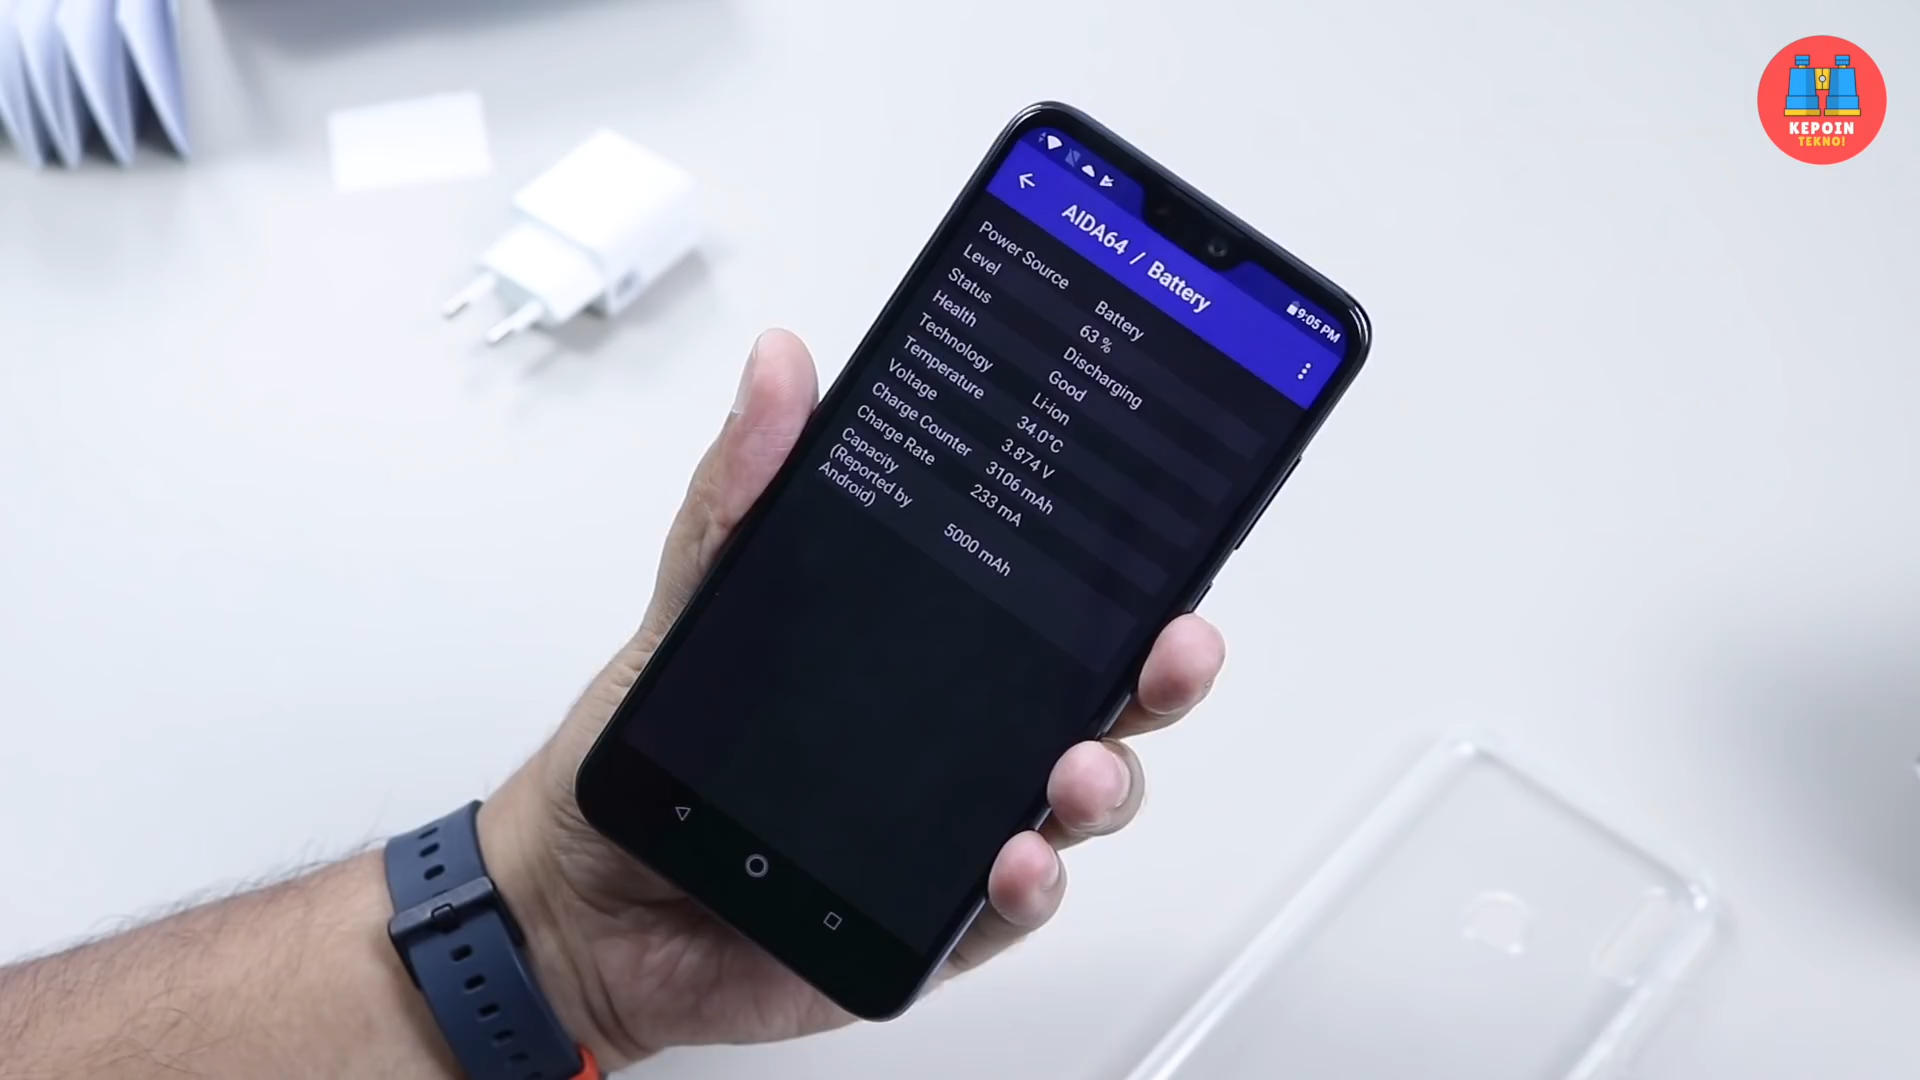 KEPOIN
TEKNO!
9:05 PM
AIDA64 / Battery
Power Source Battery
Level 63 %
Status Discharging
Health Good
Technology Li-ion
Temperature 34.0°C
Voltage 3.874 V
Charge Counter 3106 mAh
Charge Rate 233 mA
Capacity
(Reported by
Android) 5000 mAh